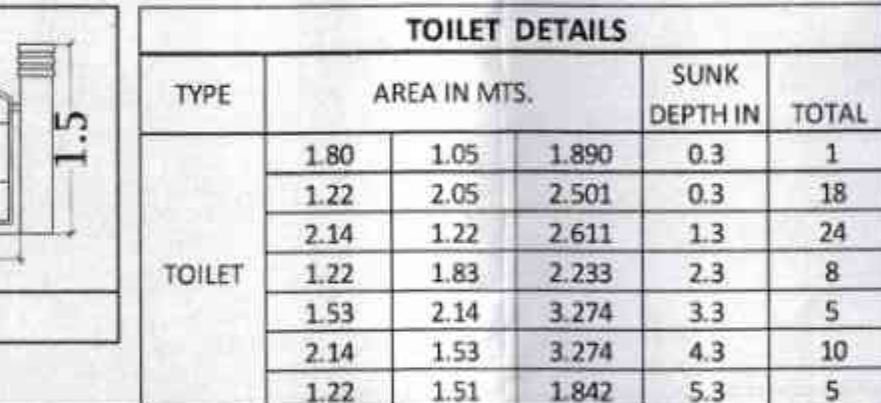 1.5
TOILET DETAILS
TYPE AREA IN MTS. SUNK DEPTH IN TOTAL
TOILET
1.80 1.05 1.890 0.3 1
1.22 2.05 2.501 0.3 18
2.14 1.22 2.611 1.3 24
1.22 1.83 2.233 2.3 8
1.53 2.14 3.274 3.3 5
2.14 1.53 3.274 4.3 10
1.22 1.51 1.842 5.3 5